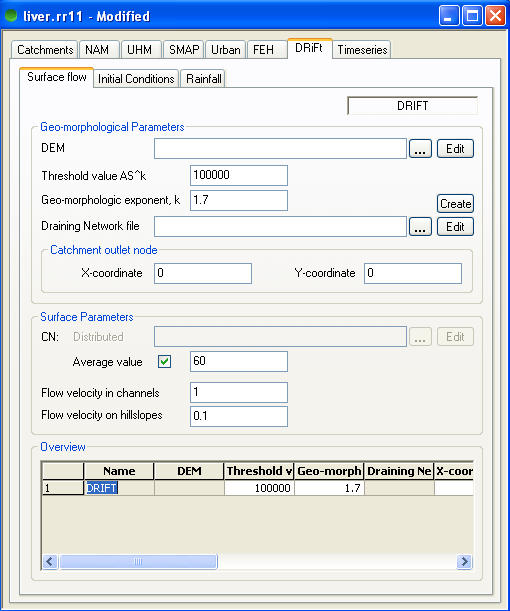 liver.rr11 - Modified
Catchments NAM UHM SMAP Urban FEH DRiFt Timeseries
Surface flow Initial Conditions Rainfall
DRIFT
Geo-morphological Parameters
DEM ... Edit
Threshold value AS^k 100000
Geo-morphologic exponent, k 1.7 Create
Draining Network file ... Edit
Catchment outlet node
X-coordinate 0 Y-coordinate 0
Surface Parameters
CN: Distributed ... Edit
Average value 60
Flow velocity in channels 1
Flow velocity on hillslopes 0.1
Overview
Name DEM Threshold v Geo-morph Draining Ne X-coor
1 DRIFT 100000 1.7